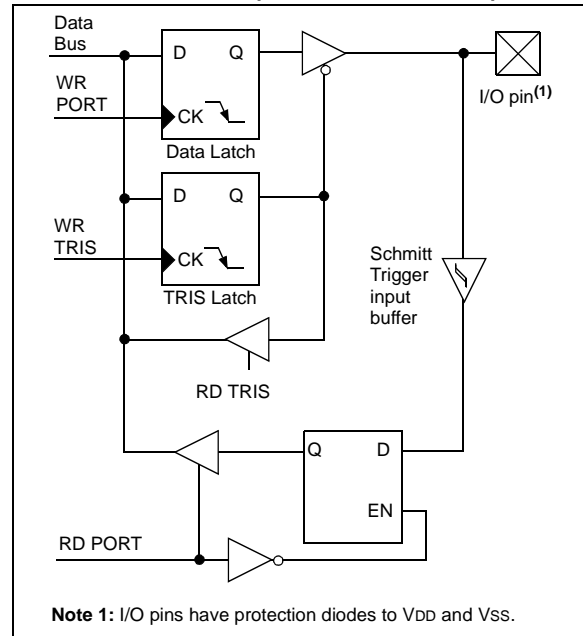 Data
Bus
D Q
WR
PORT
CK
I/O pin(1)
Data Latch
D Q
WR
TRIS
CK
TRIS Latch
Schmitt
Trigger
input
buffer
RD TRIS
Q D
EN
RD PORT
Note 1: I/O pins have protection diodes to VDD and VSS.